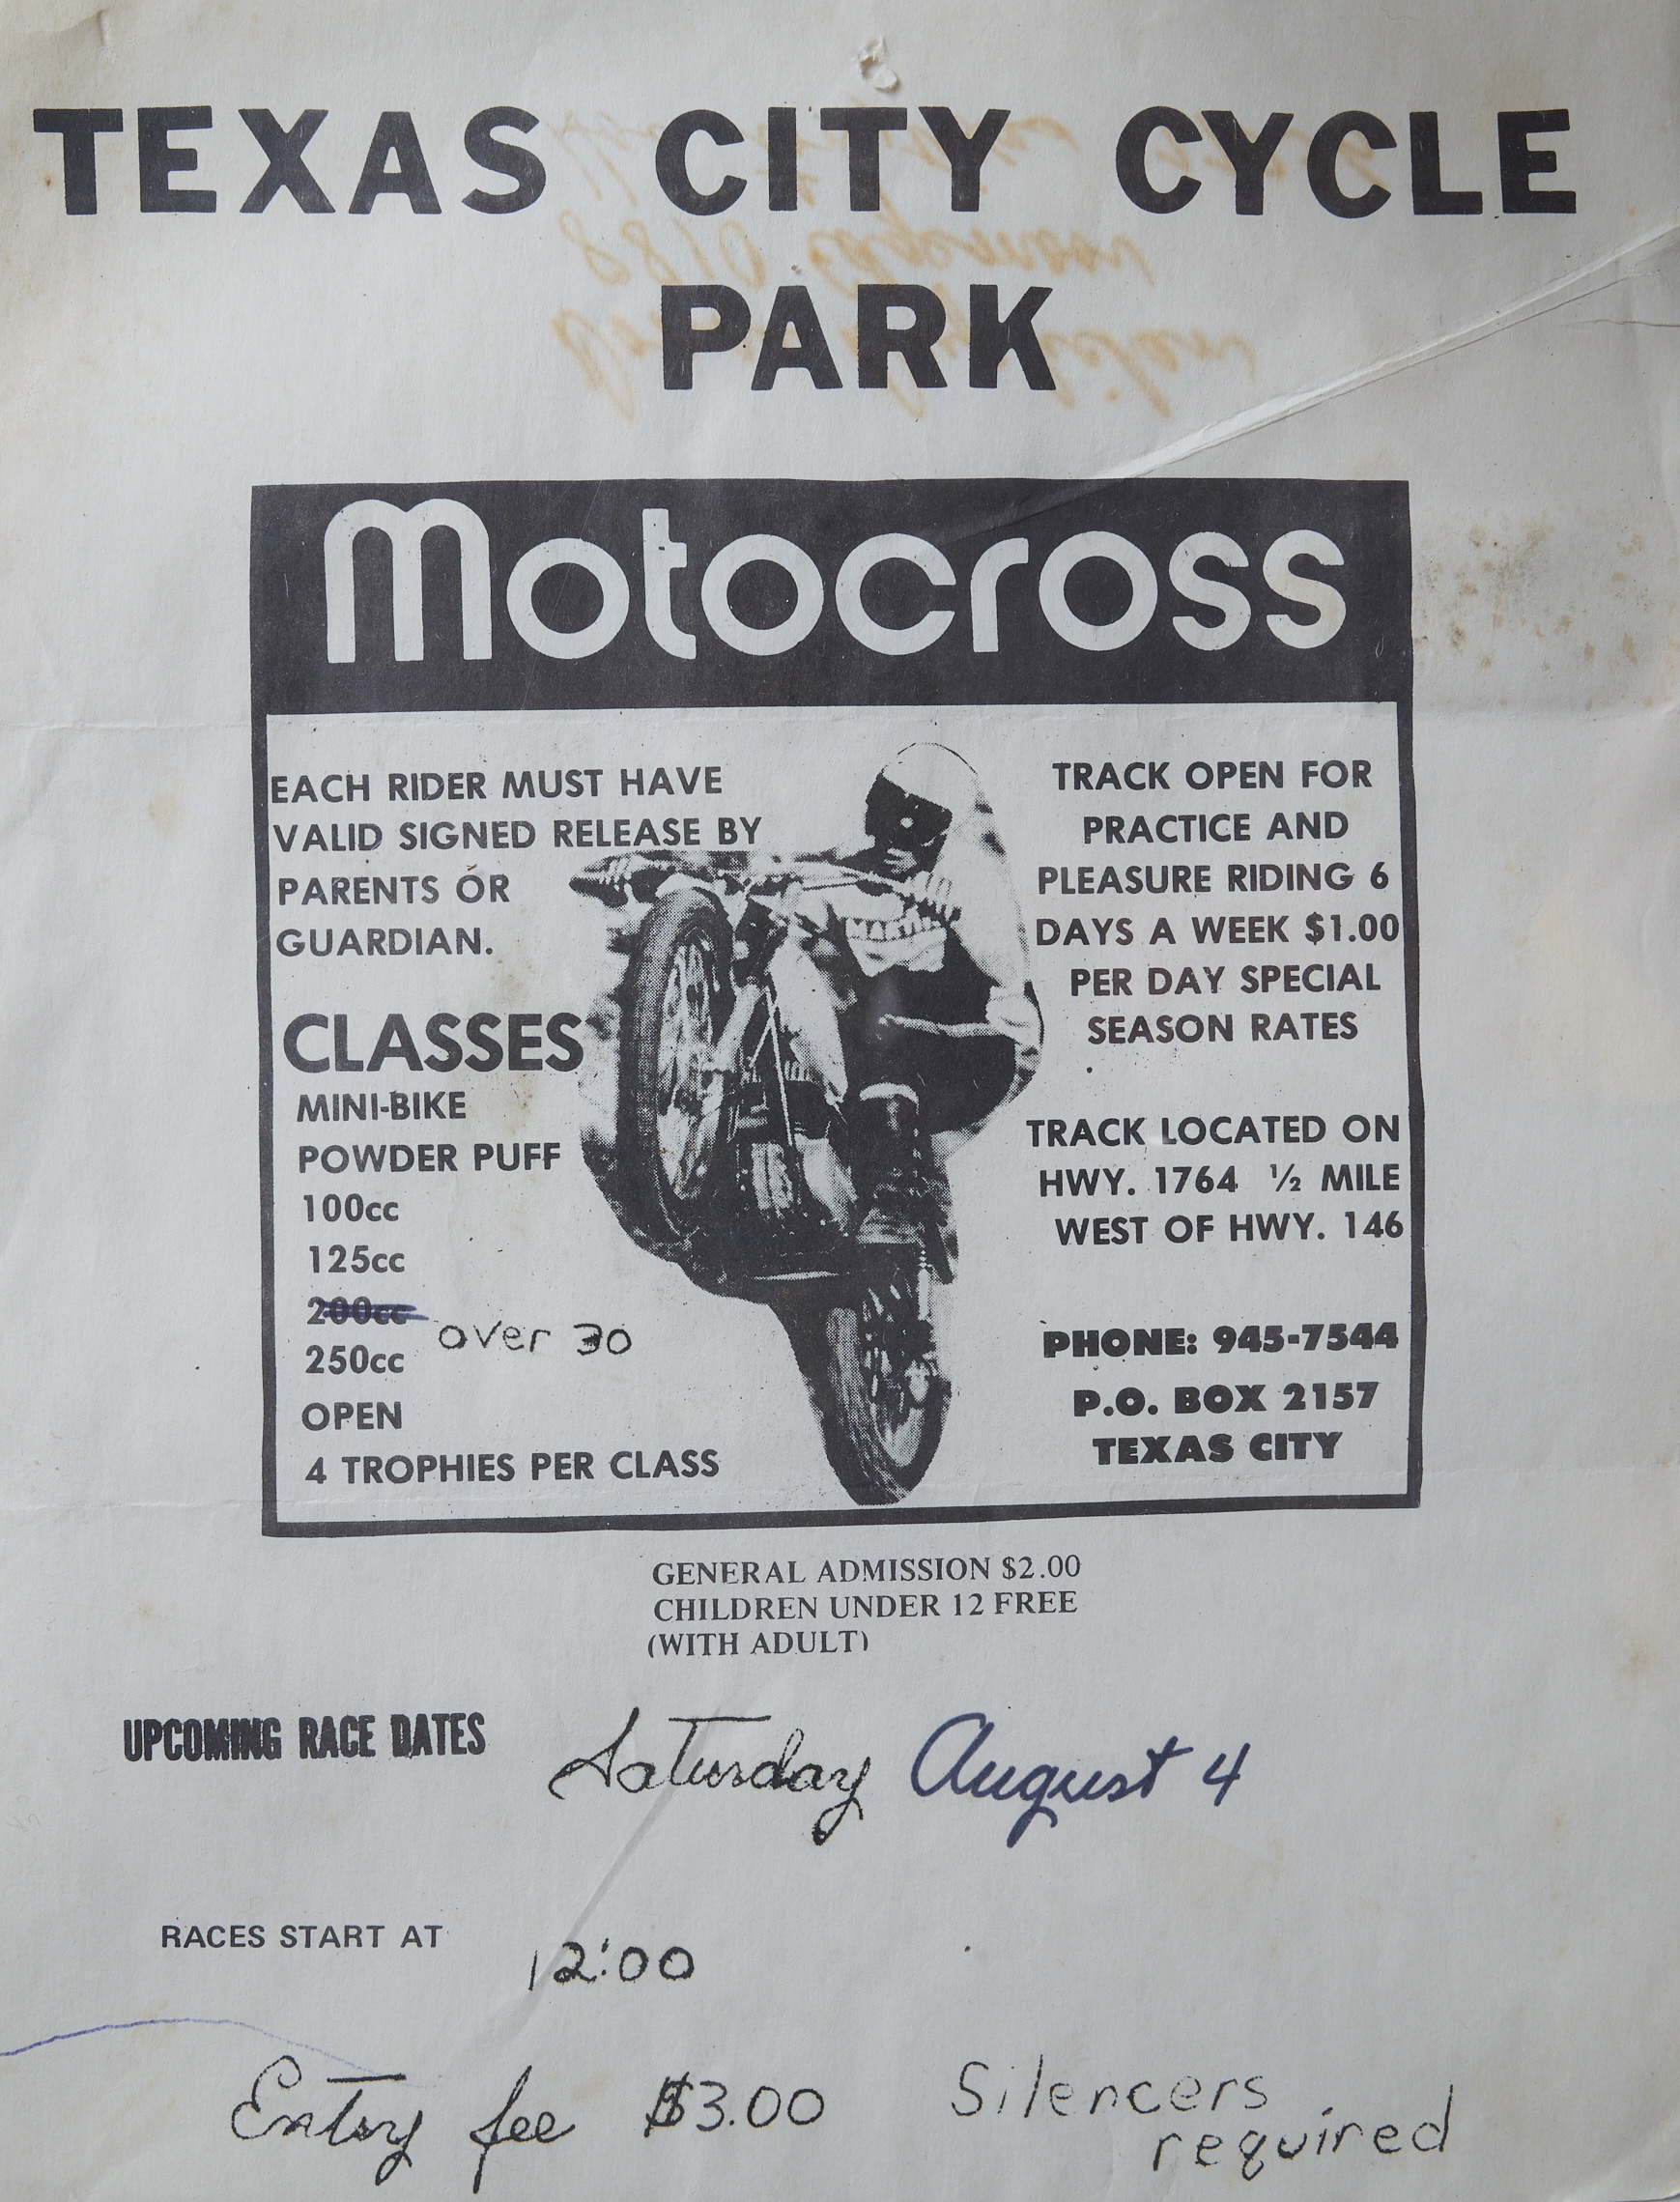 TEXAS CITY CYCLE
PARK
Motocross
EACH RIDER MUST HAVE
VALID SIGNED RELEASE BY
PARENTS OR
GUARDIAN.
CLASSES
MINI-BIKE
POWDER PUFF
100cc
125cc
200cc
over 30
250cc
OPEN
4 TROPHIES PER CLASS
TRACK OPEN FOR
PRACTICE AND
PLEASURE RIDING 6
DAYS A WEEK $1.00
PER DAY SPECIAL
SEASON RATES
TRACK LOCATED ON
HWY. 1764 ½ MILE
WEST OF HWY. 146
PHONE: 945-7544
P.O. BOX 2157
TEXAS CITY
GENERAL ADMISSION $2.00
CHILDREN UNDER 12 FREE
(WITH ADULT)
UPCOMING RACE DATES Saturday August 4
RACES START AT 12:00
Entry fee $3.00 Silencers
required